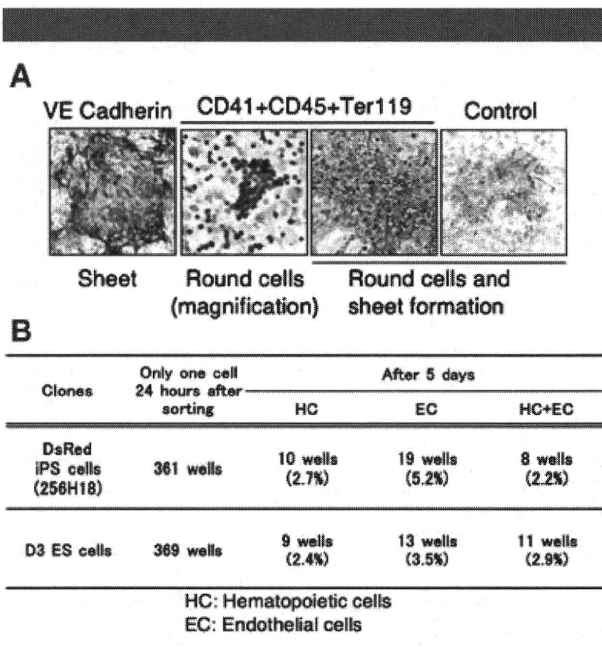 A
VE Cadherin CD41+CD45+Ter119 Control
Sheet Round cells (magnification) Round cells and sheet formation
B
Clones Only one cell 24 hours after sorting After 5 days
HC EC HC+EC
DsRed iPS cells (256H18) 361 wells 10 wells (2.7%) 19 wells (5.2%) 8 wells (2.2%)
D3 ES cells 369 wells 9 wells (2.4%) 13 wells (3.5%) 11 wells (2.9%)
HC: Hematopoietic cells
EC: Endothelial cells